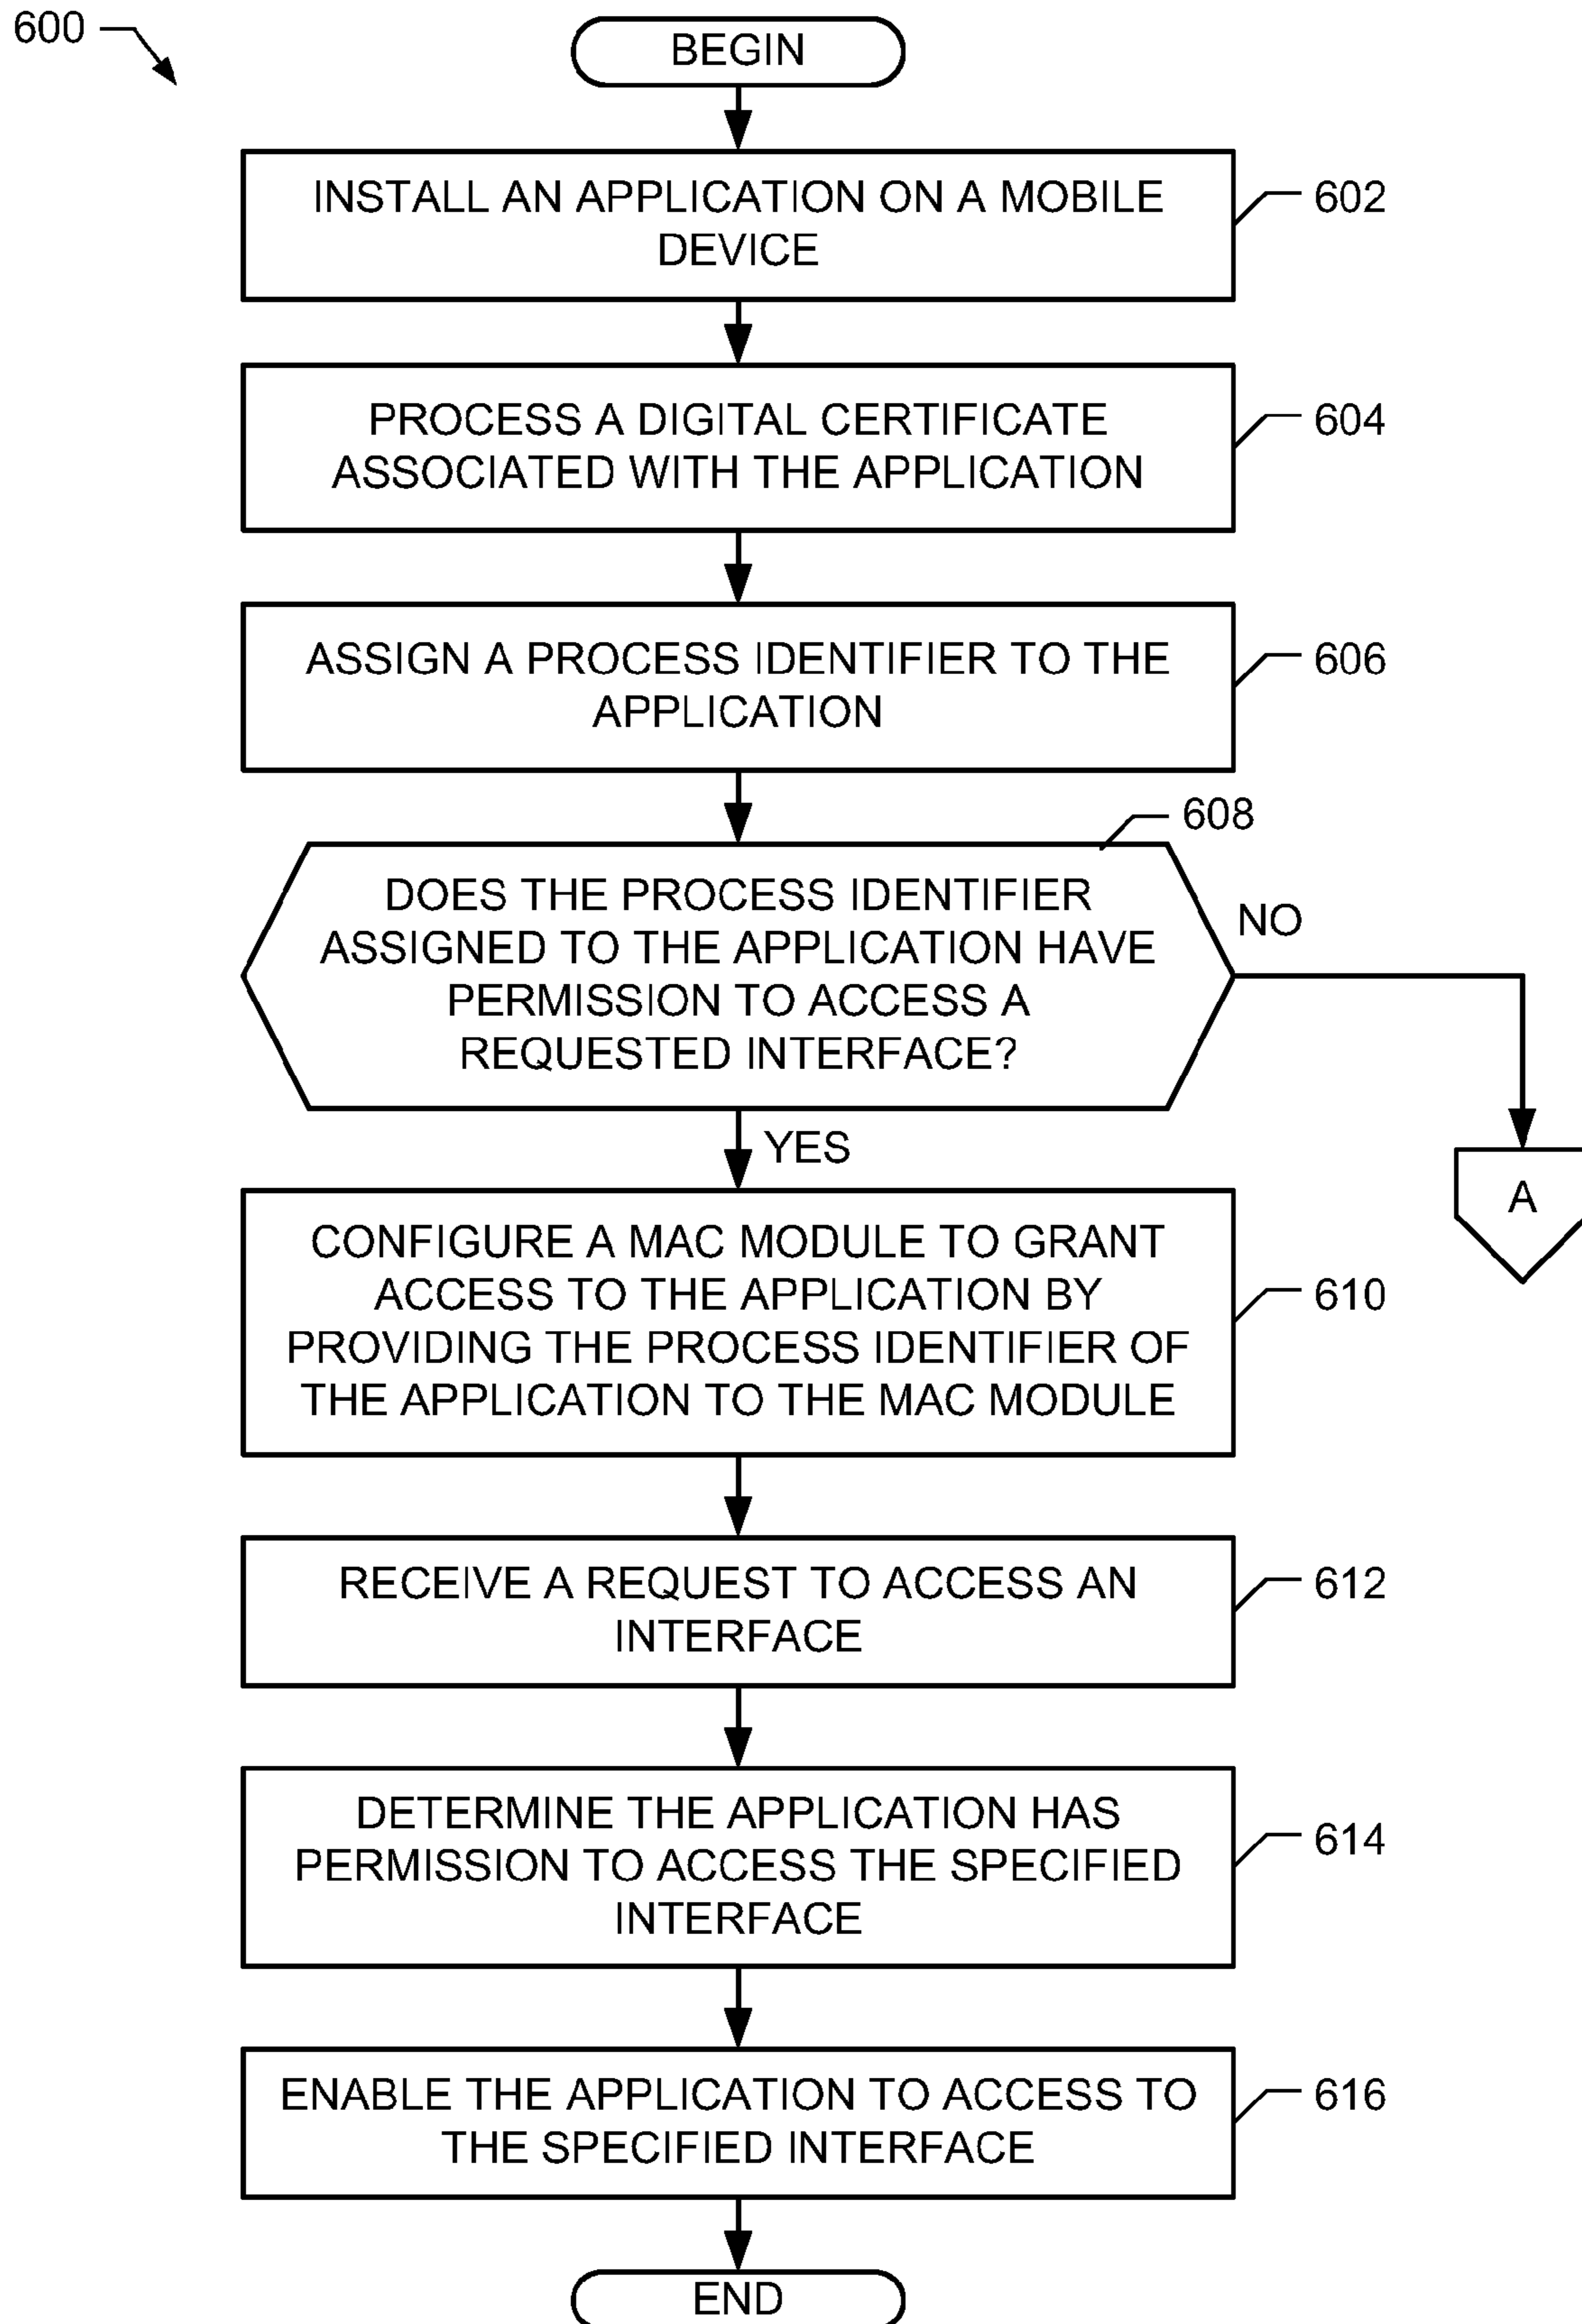 600
BEGIN
INSTALL AN APPLICATION ON A MOBILE
DEVICE
602
PROCESS A DIGITAL CERTIFICATE
ASSOCIATED WITH THE APPLICATION
604
ASSIGN A PROCESS IDENTIFIER TO THE
APPLICATION
606
608
DOES THE PROCESS IDENTIFIER
ASSIGNED TO THE APPLICATION HAVE
PERMISSION TO ACCESS A
REQUESTED INTERFACE?
NO
YES
A
CONFIGURE A MAC MODULE TO GRANT
ACCESS TO THE APPLICATION BY
PROVIDING THE PROCESS IDENTIFIER OF
THE APPLICATION TO THE MAC MODULE
610
RECEIVE A REQUEST TO ACCESS AN
INTERFACE
612
DETERMINE THE APPLICATION HAS
PERMISSION TO ACCESS THE SPECIFIED
INTERFACE
614
ENABLE THE APPLICATION TO ACCESS TO
THE SPECIFIED INTERFACE
616
END